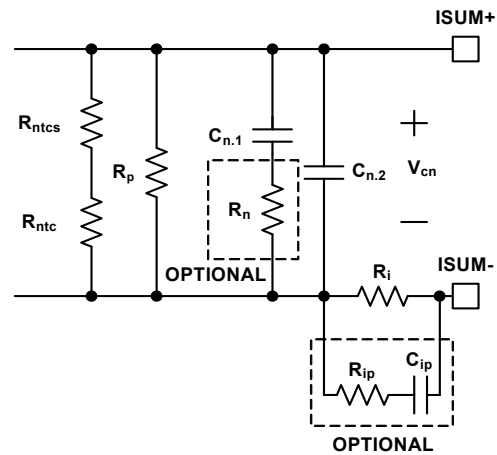 ISUM+
Rntcs
Rp
Cn.1
Cn.2
+
Vcn
−
Rntc
Rn
OPTIONAL
Ri
ISUM-
Rip
Cip
OPTIONAL